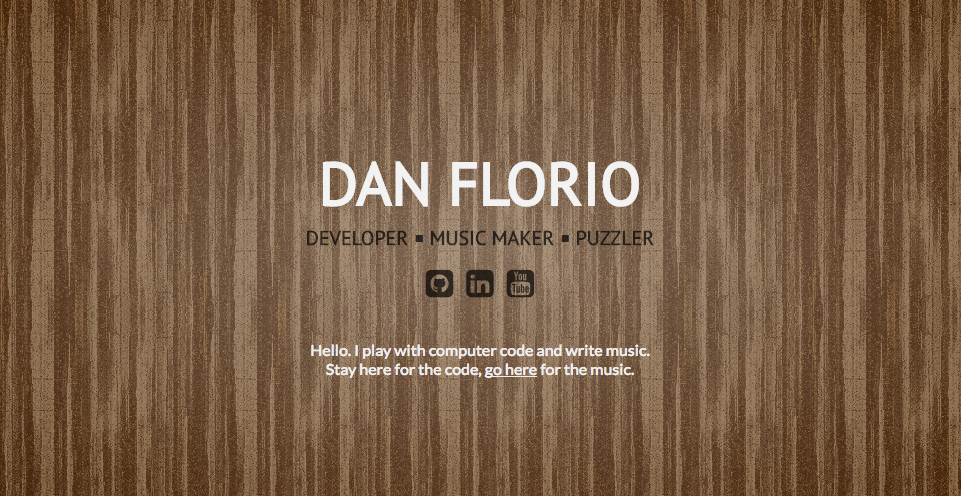 DAN FLORIO
DEVELOPER ▪ MUSIC MAKER ▪ PUZZLER
in You Tube
Hello. I play with computer code and write music.
Stay here for the code, go here for the music.